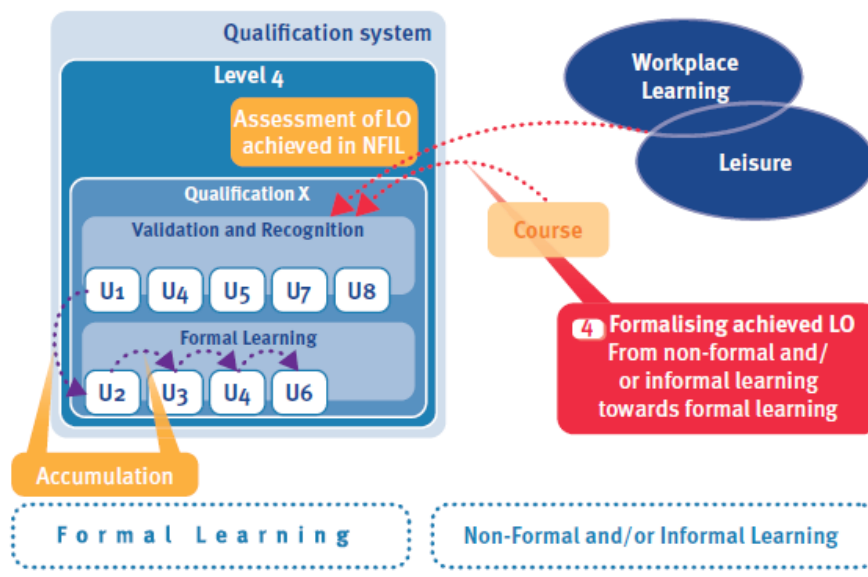 Qualification system
Level 4
Assessment of LO
achieved in NFIL
Workplace
Learning
Leisure
Qualification X
Validation and Recognition
Course
U1 U4 U5 U7 U8
4 Formalising achieved LO
From non-formal and/
or informal learning
towards formal learning
Formal Learning
U2 U3 U4 U6
Accumulation
Formal Learning
Non-Formal and/or Informal Learning